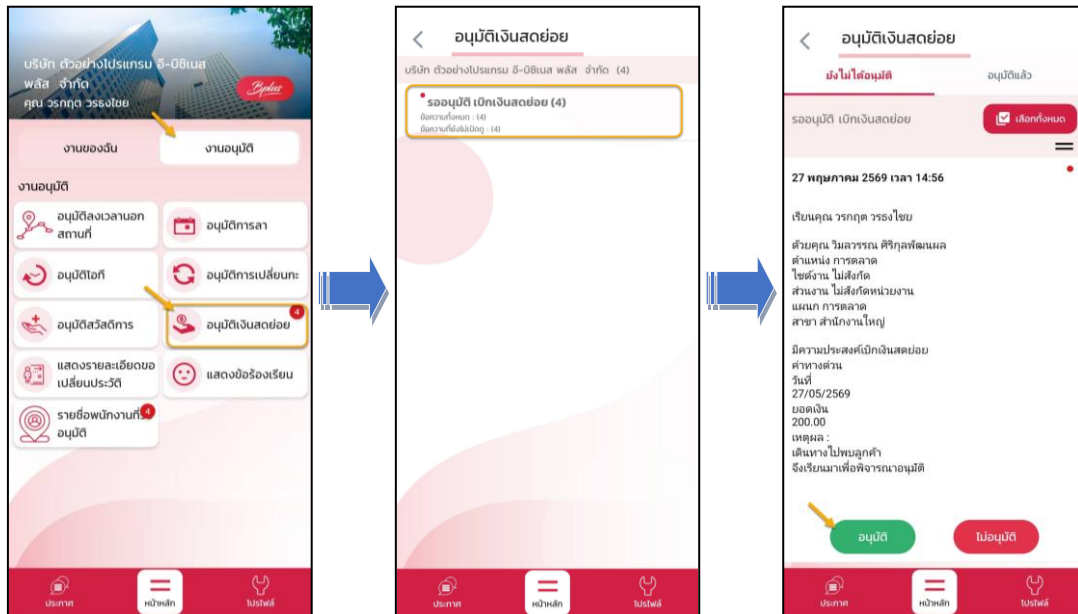 บริษัท ตัวอย่างโปรแกรม อี-บิซิเนส
พลัส จำกัด
คุณ วรกฤต วรธงไชย
Bplus
งานของฉัน
งานอนุมัติ
งานอนุมัติ
อนุมัติลงเวลานอก
สถานที่
อนุมัติการลา
อนุมัติโอที
อนุมัติการเปลี่ยนกะ
อนุมัติสวัสดิการ
อนุมัติเงินสดย่อย
4
แสดงรายละเอียดขอ
เปลี่ยนประวัติ
แสดงข้อร้องเรียน
รายชื่อพนักงานที่
4
อนุมัติ
ประกาศ
หน้าหลัก
โปรไฟล์
อนุมัติเงินสดย่อย
บริษัท ตัวอย่างโปรแกรม อี-บิซิเนส พลัส จำกัด (4)
รออนุมัติ เบิกเงินสดย่อย (4)
ข้อความทั้งหมด : (4)
ข้อความที่ยังไม่เปิดดู : (4)
ประกาศ
หน้าหลัก
โปรไฟล์
อนุมัติเงินสดย่อย
ยังไม่ได้อนุมัติ
อนุมัติแล้ว
รออนุมัติ เบิกเงินสดย่อย
เลือกทั้งหมด
27 พฤษภาคม 2569 เวลา 14:56
เรียนคุณ วรกฤต วรธงไชย
ด้วยคุณ วิมลวรรณ ศิริกุลพัฒนผล
ตำแหน่ง การตลาด
ไซต์งาน ไม่สังกัด
ส่วนงาน ไม่สังกัดหน่วยงาน
แผนก การตลาด
สาขา สำนักงานใหญ่
มีความประสงค์เบิกเงินสดย่อย
ค่าทางด่วน
วันที่
27/05/2569
ยอดเงิน
200.00
เหตุผล :
เดินทางไปพบลูกค้า
จึงเรียนมาเพื่อพิจารณาอนุมัติ
อนุมัติ
ไม่อนุมัติ
ประกาศ
หน้าหลัก
โปรไฟล์